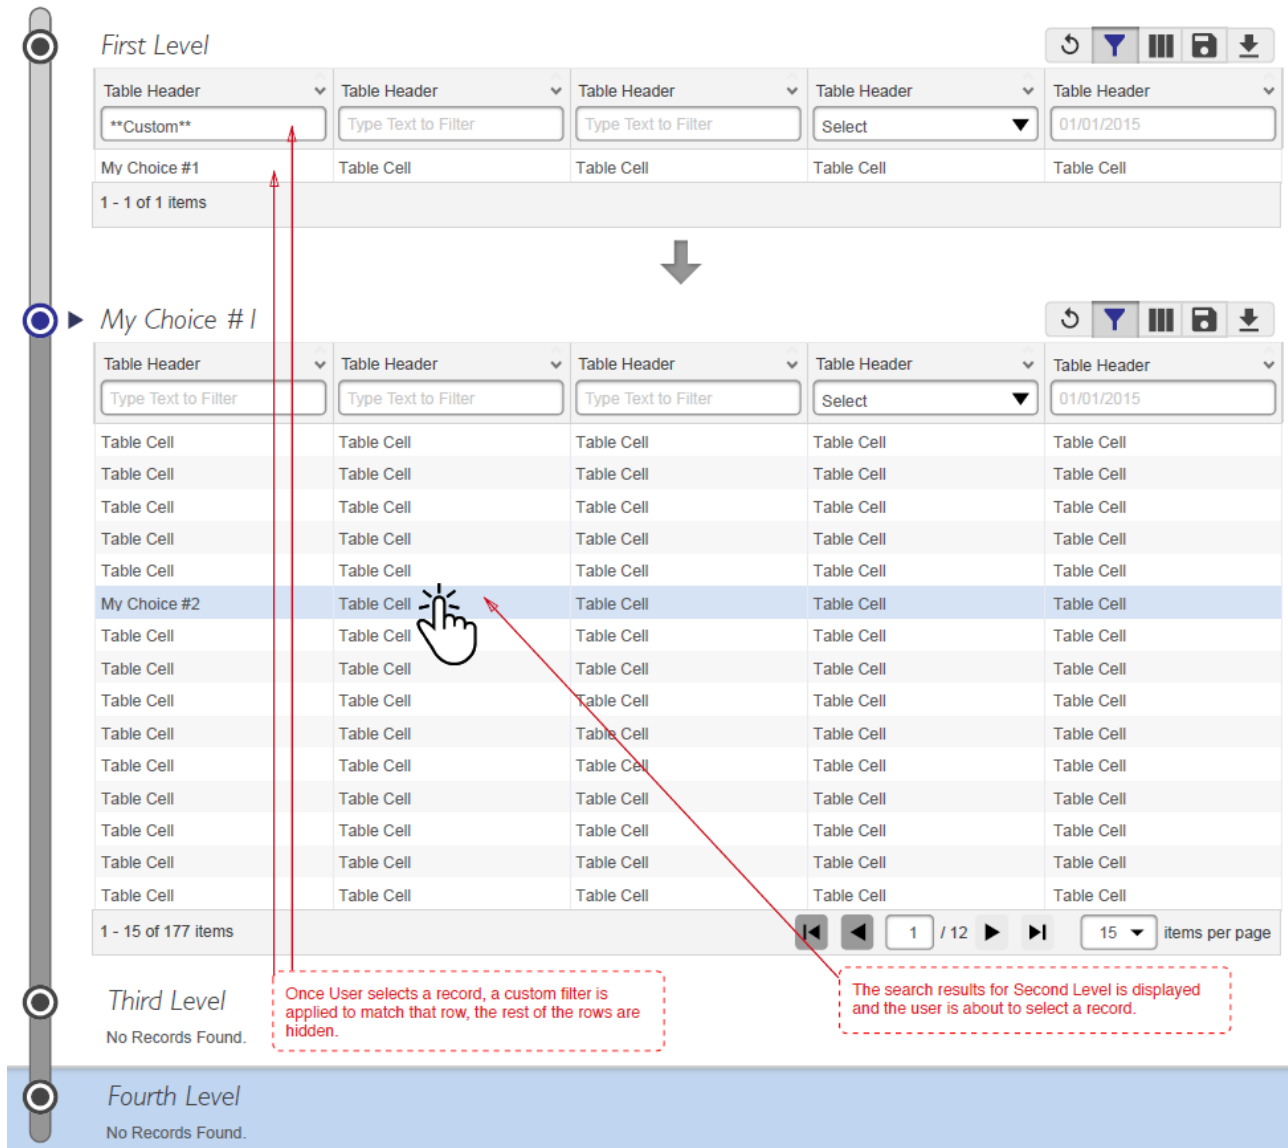 First Level
Table Header Table Header Table Header Table Header Table Header
**Custom** Type Text to Filter Type Text to Filter Select 01/01/2015
My Choice #1 Table Cell Table Cell Table Cell Table Cell
1 - 1 of 1 items
My Choice #1
Table Header Table Header Table Header Table Header Table Header
Type Text to Filter Type Text to Filter Type Text to Filter Select 01/01/2015
Table Cell Table Cell Table Cell Table Cell Table Cell
Table Cell Table Cell Table Cell Table Cell Table Cell
Table Cell Table Cell Table Cell Table Cell Table Cell
Table Cell Table Cell Table Cell Table Cell Table Cell
Table Cell Table Cell Table Cell Table Cell Table Cell
My Choice #2 Table Cell Table Cell Table Cell Table Cell
Table Cell Table Cell Table Cell Table Cell Table Cell
Table Cell Table Cell Table Cell Table Cell Table Cell
Table Cell Table Cell Table Cell Table Cell Table Cell
Table Cell Table Cell Table Cell Table Cell Table Cell
Table Cell Table Cell Table Cell Table Cell Table Cell
Table Cell Table Cell Table Cell Table Cell Table Cell
Table Cell Table Cell Table Cell Table Cell Table Cell
Table Cell Table Cell Table Cell Table Cell Table Cell
Table Cell Table Cell Table Cell Table Cell Table Cell
1 - 15 of 177 items 1 / 12 15 items per page
Third Level
No Records Found.
Once User selects a record, a custom filter is
applied to match that row, the rest of the rows are
hidden.
The search results for Second Level is displayed
and the user is about to select a record.
Fourth Level
No Records Found.